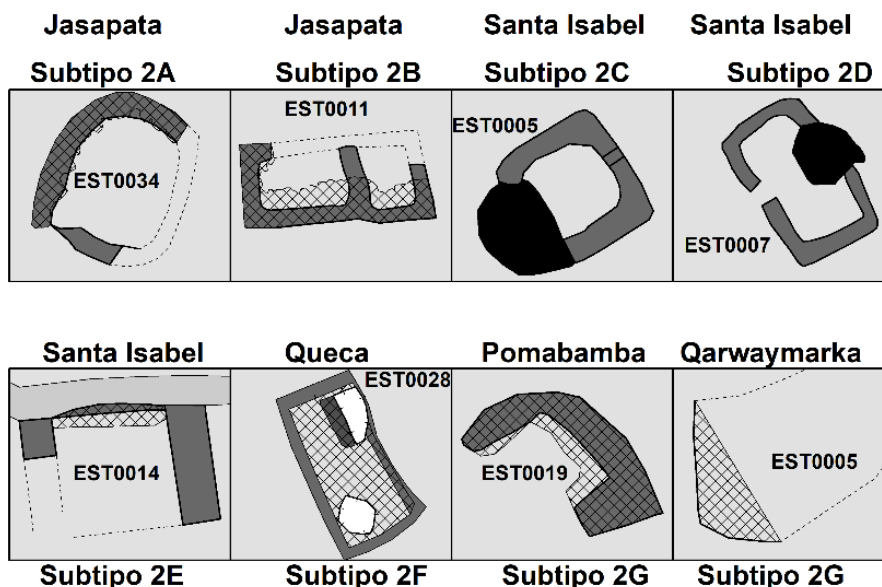 Jasapata Jasapata Santa Isabel Santa Isabel
Subtipo 2A Subtipo 2B Subtipo 2C Subtipo 2D
EST0034 EST0011 EST0005 EST0007
Santa Isabel Queca Pomabamba Qarwaymarka
EST0014 EST0028 EST0019 EST0005
Subtipo 2E Subtipo 2F Subtipo 2G Subtipo 2G